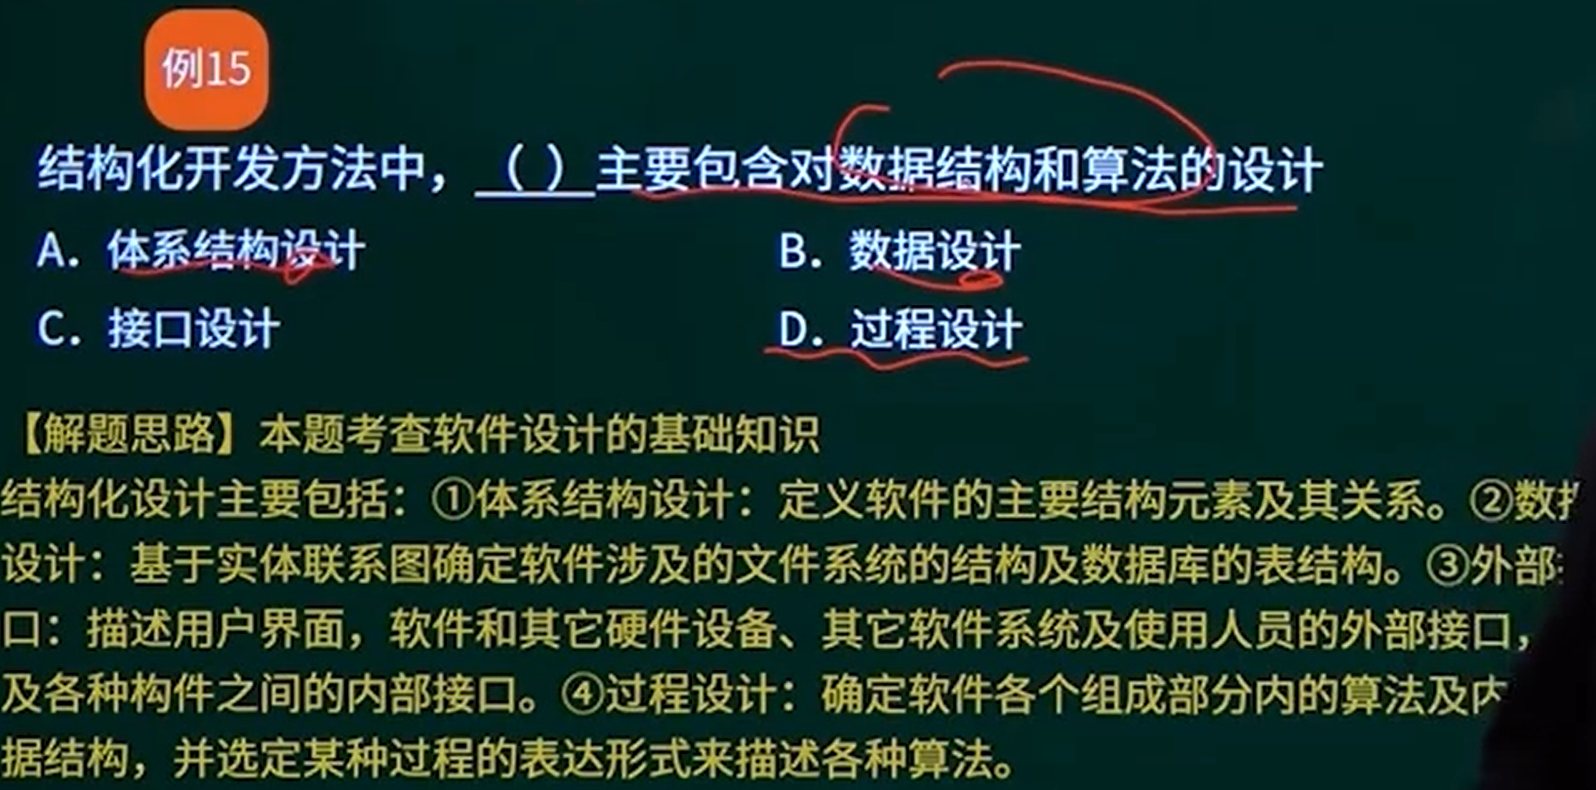 例15
结构化开发方法中，（ ）主要包含对数据结构和算法的设计
A. 体系结构设计 B. 数据设计
C. 接口设计 D. 过程设计
【解题思路】本题考查软件设计的基础知识
结构化设计主要包括：①体系结构设计：定义软件的主要结构元素及其关系。②数
设计：基于实体联系图确定软件涉及的文件系统的结构及数据库的表结构。③外部
口：描述用户界面，软件和其它硬件设备、其它软件系统及使用人员的外部接口，
及各种构件之间的内部接口。④过程设计：确定软件各个组成部分内的算法及内
据结构，并选定某种过程的表达形式来描述各种算法。